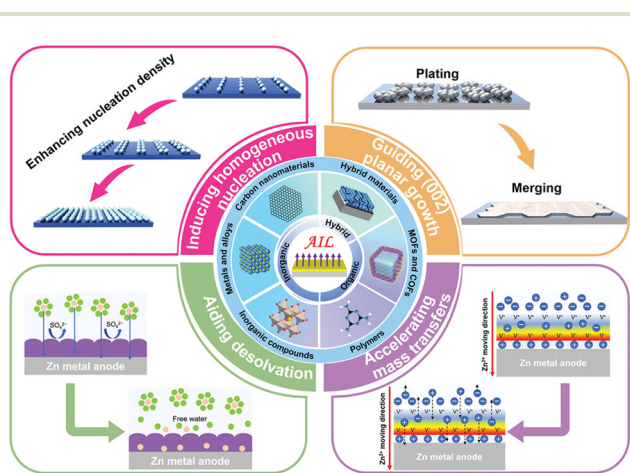 Enhancing nucleation density
Plating
Merging
Inducing homogeneous
nucleation
Guiding (002)
planar growth
Carbon nanomaterials
Hybrid materials
Metals and alloys
MOFs and COFs
Inorganic compounds
Polymers
Hybrid
Inorganic
Organic
AIL
Aiding desolvation
Accelerating
mass transfers
SO₄²⁻
SO₄²⁻
Zn metal anode
Free water
Zn metal anode
Zn²⁺ moving direction
Zn metal anode
Zn²⁺ moving direction
Zn metal anode